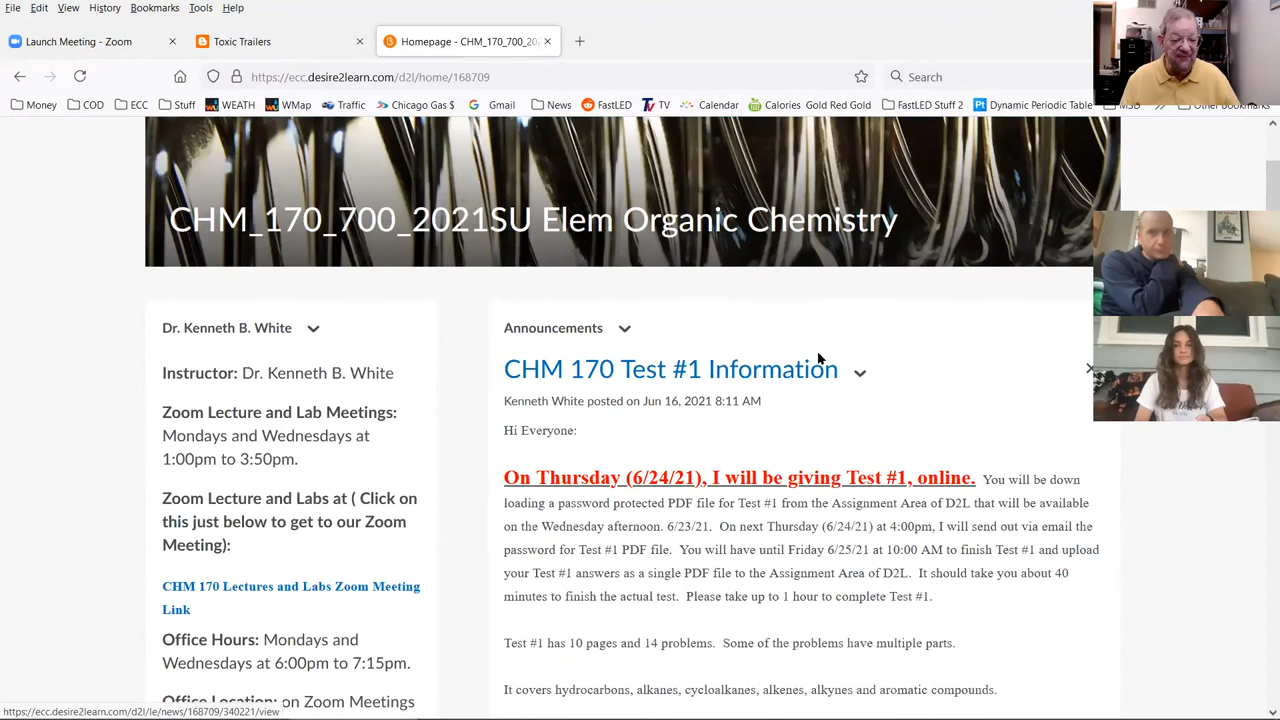 File Edit View History Bookmarks Tools Help
Launch Meeting - Zoom
Toxic Trailers
Homepage - CHM_170_700_20
https://ecc.desire2learn.com/d2l/home/168709
Search
Money COD ECC Stuff WEATH WMap Traffic Chicago Gas $ Gmail News FastLED TV Calendar Calories Gold Red Gold FastLED Stuff 2 Dynamic Periodic Table MSD Other Bookmarks
CHM_170_700_2021SU Elem Organic Chemistry
Dr. Kenneth B. White
Instructor: Dr. Kenneth B. White
Zoom Lecture and Lab Meetings:
Mondays and Wednesdays at
1:00pm to 3:50pm.
Zoom Lecture and Labs at ( Click on
this just below to get to our Zoom
Meeting):
CHM 170 Lectures and Labs Zoom Meeting
Link
Office Hours: Mondays and
Wednesdays at 6:00pm to 7:15pm.
Office Location: on Zoom Meetings
Announcements
CHM 170 Test #1 Information
Kenneth White posted on Jun 16, 2021 8:11 AM
Hi Everyone:
On Thursday (6/24/21), I will be giving Test #1, online. You will be down
loading a password protected PDF file for Test #1 from the Assignment Area of D2L that will be available
on the Wednesday afternoon. 6/23/21. On next Thursday (6/24/21) at 4:00pm, I will send out via email the
password for Test #1 PDF file. You will have until Friday 6/25/21 at 10:00 AM to finish Test #1 and upload
your Test #1 answers as a single PDF file to the Assignment Area of D2L. It should take you about 40
minutes to finish the actual test. Please take up to 1 hour to complete Test #1.
Test #1 has 10 pages and 14 problems. Some of the problems have multiple parts.
It covers hydrocarbons, alkanes, cycloalkanes, alkenes, alkynes and aromatic compounds.
https://ecc.desire2learn.com/d2l/le/news/168709/340221/view